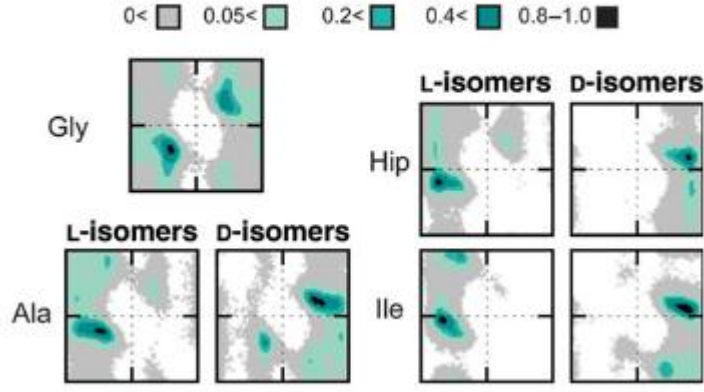 0< 0.05< 0.2< 0.4< 0.8–1.0
L-isomers D-isomers
Gly
Hip
L-isomers D-isomers
Ala
Ile